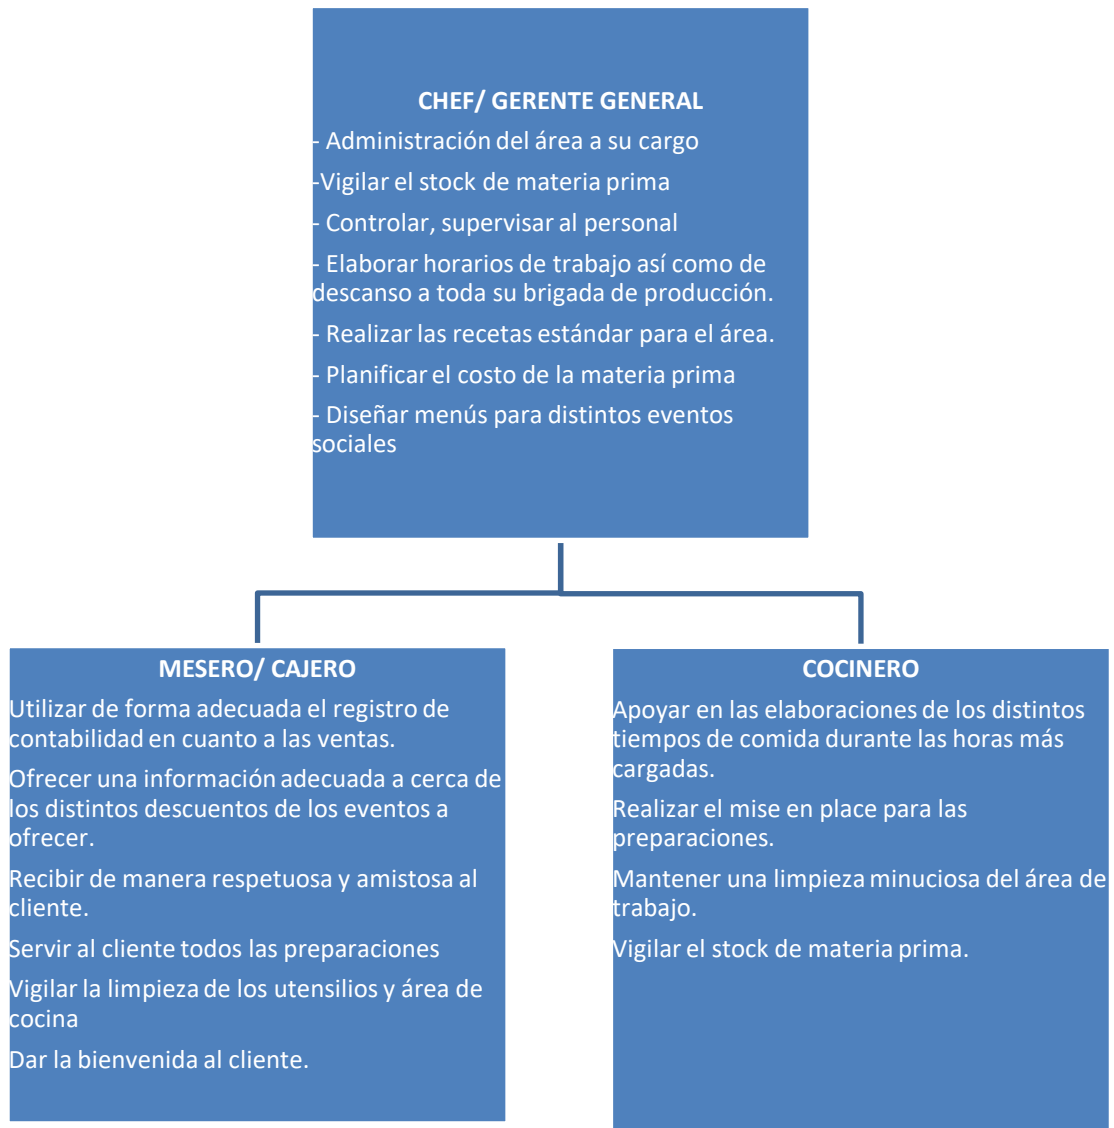 CHEF/ GERENTE GENERAL
- Administración del área a su cargo
-Vigilar el stock de materia prima
- Controlar, supervisar al personal
- Elaborar horarios de trabajo así como de
descanso a toda su brigada de producción.
- Realizar las recetas estándar para el área.
- Planificar el costo de la materia prima
- Diseñar menús para distintos eventos
sociales
MESERO/ CAJERO
Utilizar de forma adecuada el registro de
contabilidad en cuanto a las ventas.
Ofrecer una información adecuada a cerca de
los distintos descuentos de los eventos a
ofrecer.
Recibir de manera respetuosa y amistosa al
cliente.
Servir al cliente todos las preparaciones
Vigilar la limpieza de los utensilios y área de
cocina
Dar la bienvenida al cliente.
COCINERO
Apoyar en las elaboraciones de los distintos
tiempos de comida durante las horas más
cargadas.
Realizar el mise en place para las
preparaciones.
Mantener una limpieza minuciosa del área de
trabajo.
Vigilar el stock de materia prima.